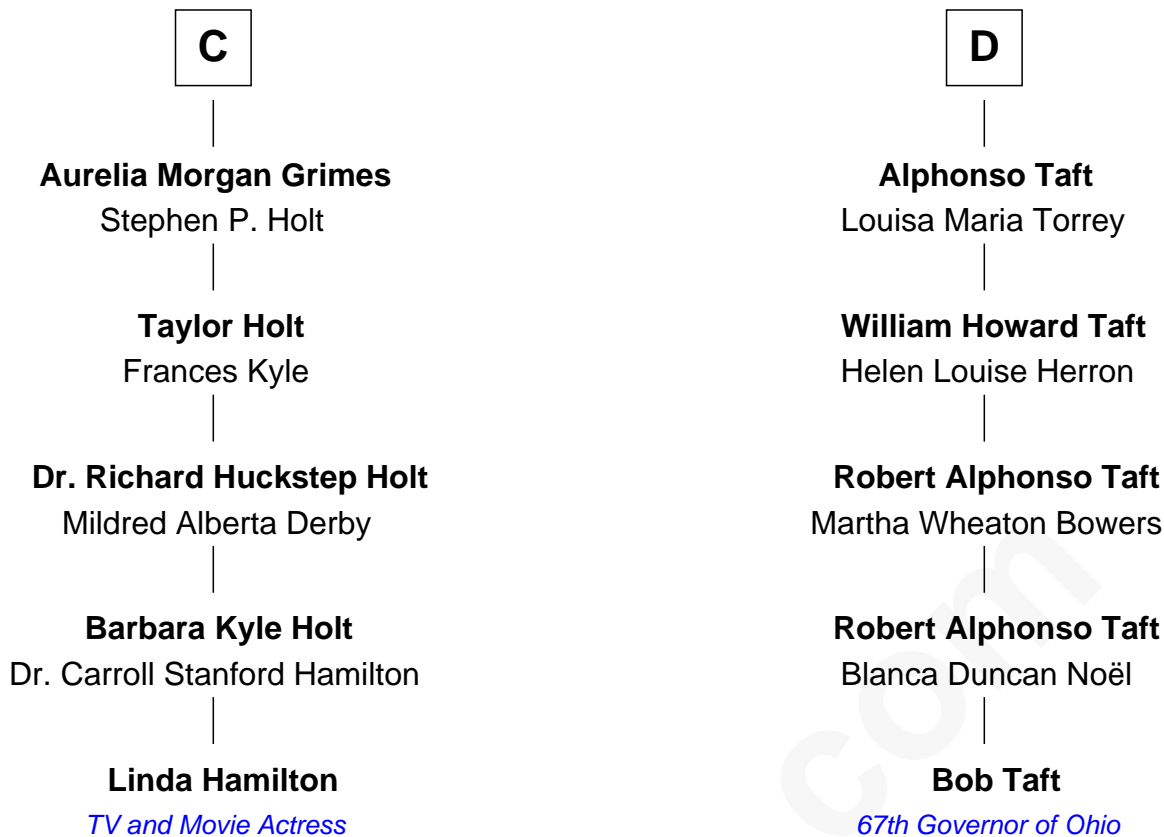 C
Aurelia Morgan Grimes
Stephen P. Holt
Taylor Holt
Frances Kyle
Dr. Richard Huckstep Holt
Mildred Alberta Derby
Barbara Kyle Holt
Dr. Carroll Stanford Hamilton
Linda Hamilton
TV and Movie Actress
D
Alphonso Taft
Louisa Maria Torrey
William Howard Taft
Helen Louise Herron
Robert Alphonso Taft
Martha Wheaton Bowers
Robert Alphonso Taft
Blanca Duncan Noël
Bob Taft
67th Governor of Ohio
com